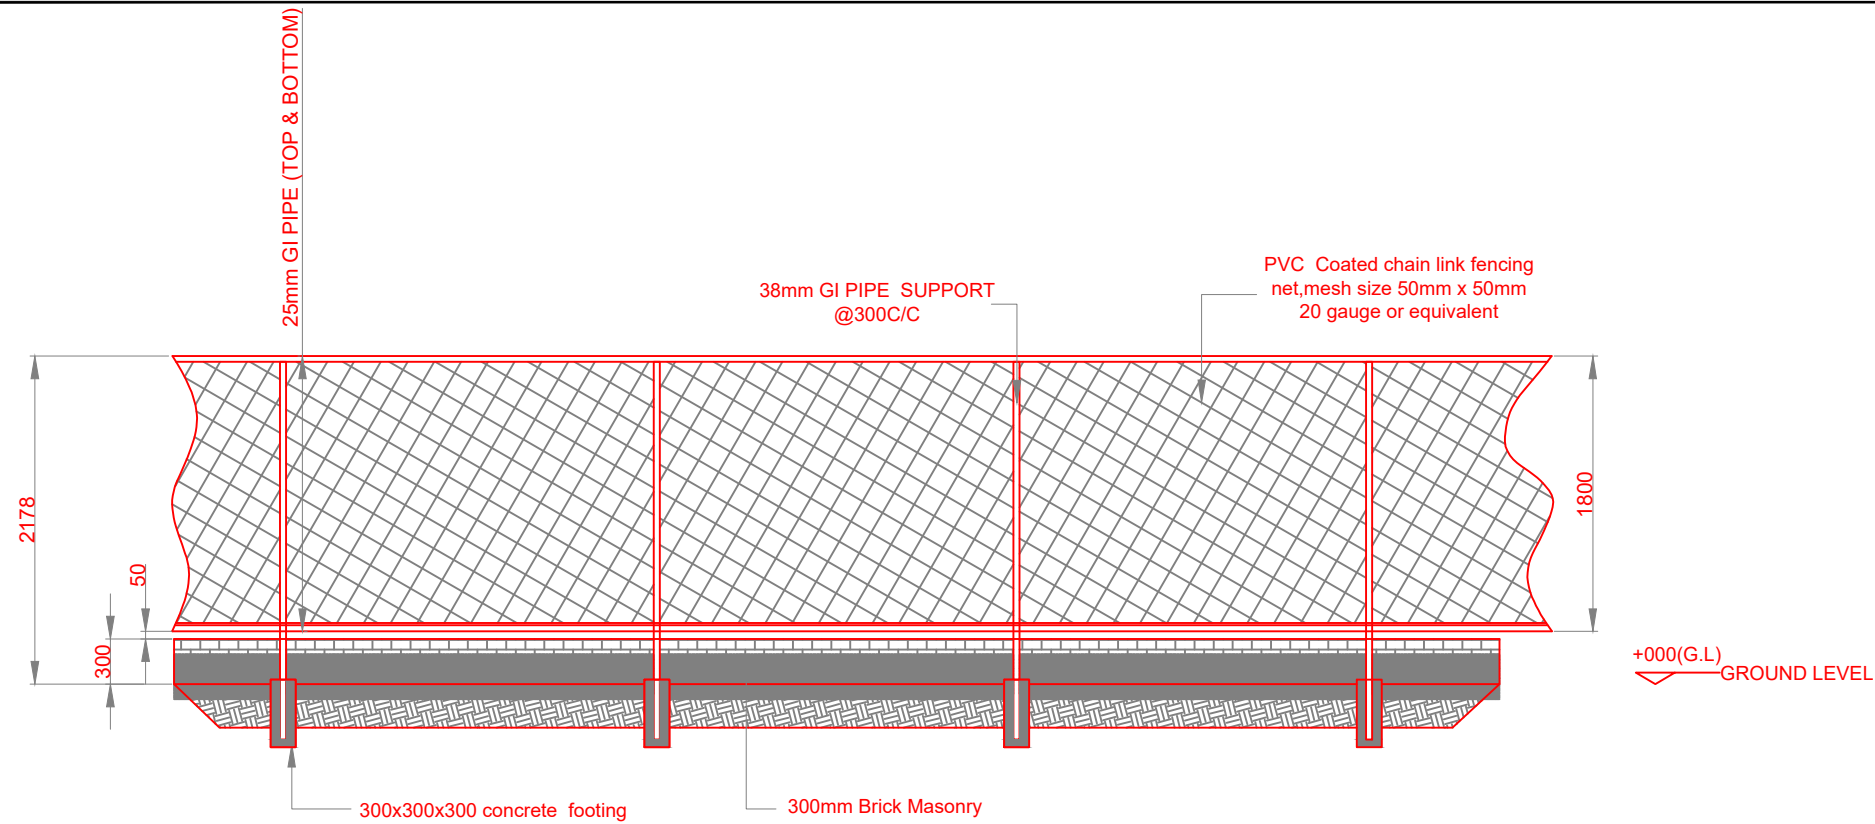 25mm GI PIPE (TOP & BOTTOM)
38mm GI PIPE SUPPORT
@300C/C
PVC Coated chain link fencing
net,mesh size 50mm x 50mm
20 gauge or equivalent
2178
50
300
1800
+000(G.L)
GROUND LEVEL
300x300x300 concrete footing
300mm Brick Masonry